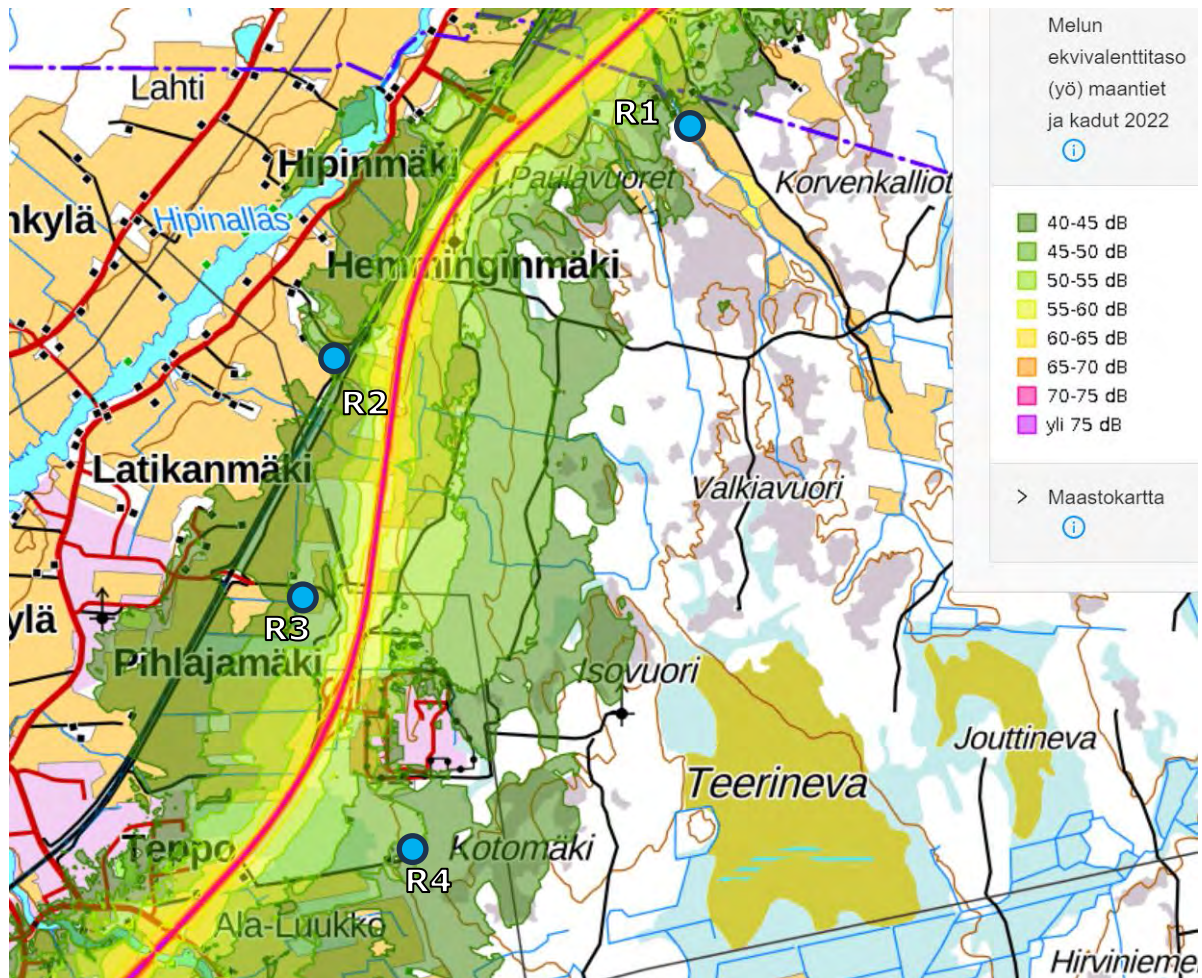 Melun
ekvivalenttitaso
(yö) maantiet
ja kadut 2022
40-45 dB
45-50 dB
50-55 dB
55-60 dB
60-65 dB
65-70 dB
70-75 dB
yli 75 dB
Maastokartta
Lahti
R1
Hipinmäki
Paulavuoret
Korvenkalliot
nkylä
Hipinallas
Hemminginmäki
R2
Latikanmäki
Valkiavuori
R3
ylä
Pihlajamäki
Isovuori
Jouttineva
Teerineva
Teppo
Kotomäki
R4
Ala-Luukko
Hirvinieme